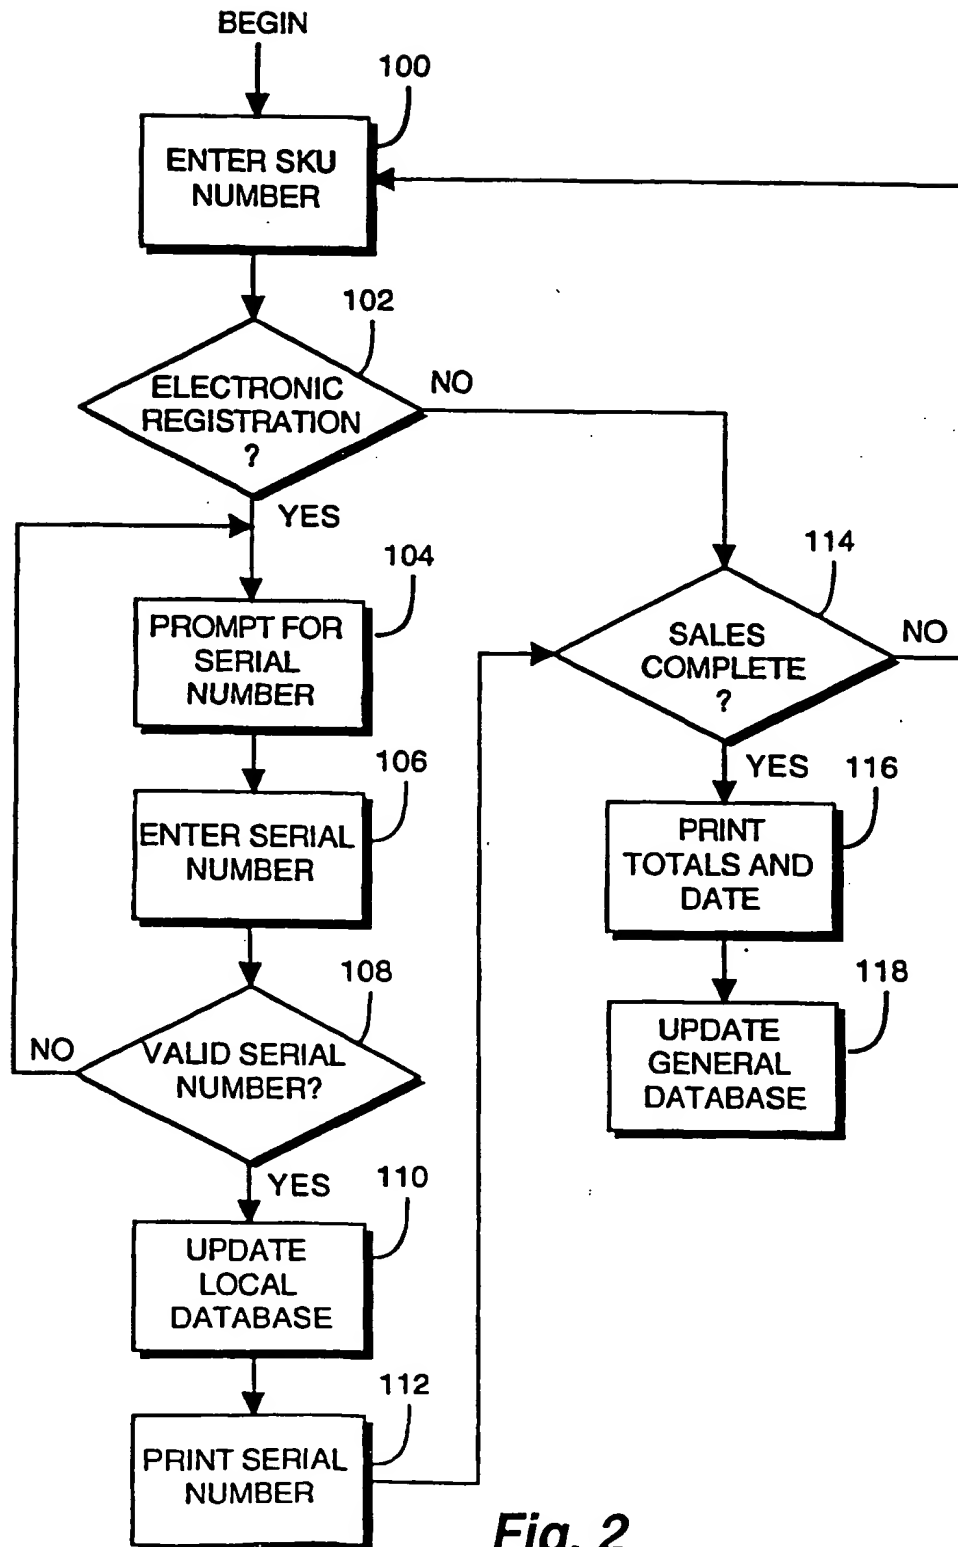 BEGIN
100
ENTER SKU
NUMBER
102
ELECTRONIC
REGISTRATION
?
NO
YES
104
PROMPT FOR
SERIAL
NUMBER
106
ENTER SERIAL
NUMBER
108
VALID SERIAL
NUMBER?
NO
YES
110
UPDATE
LOCAL
DATABASE
112
PRINT SERIAL
NUMBER
114
SALES
COMPLETE
?
NO
YES
116
PRINT
TOTALS AND
DATE
118
UPDATE
GENERAL
DATABASE
Fig. 2